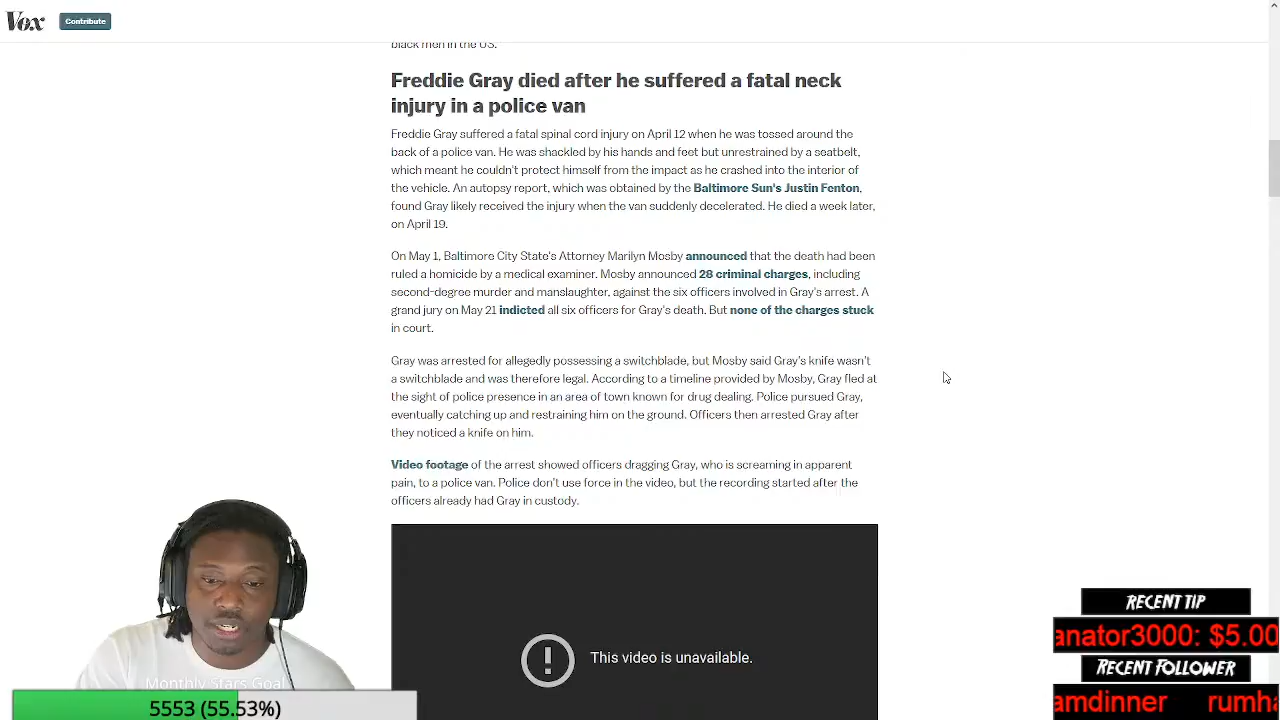 Vox
Contribute
black men in the US.
Freddie Gray died after he suffered a fatal neck
injury in a police van
Freddie Gray suffered a fatal spinal cord injury on April 12 when he was tossed around the
back of a police van. He was shackled by his hands and feet but unrestrained by a seatbelt,
which meant he couldn't protect himself from the impact as he crashed into the interior of
the vehicle. An autopsy report, which was obtained by the Baltimore Sun's Justin Fenton,
found Gray likely received the injury when the van suddenly decelerated. He died a week later,
on April 19.
On May 1, Baltimore City State's Attorney Marilyn Mosby announced that the death had been
ruled a homicide by a medical examiner. Mosby announced 28 criminal charges, including
second-degree murder and manslaughter, against the six officers involved in Gray's arrest. A
grand jury on May 21 indicted all six officers for Gray's death. But none of the charges stuck
in court.
Gray was arrested for allegedly possessing a switchblade, but Mosby said Gray's knife wasn't
a switchblade and was therefore legal. According to a timeline provided by Mosby, Gray fled at
the sight of police presence in an area of town known for drug dealing. Police pursued Gray,
eventually catching up and restraining him on the ground. Officers then arrested Gray after
they noticed a knife on him.
Video footage of the arrest showed officers dragging Gray, who is screaming in apparent
pain, to a police van. Police don't use force in the video, but the recording started after the
officers already had Gray in custody.
This video is unavailable.
Monthly Stars Goal
5553 (55.53%)
RECENT TIP
anator3000: $5.00
RECENT FOLLOWER
amdinner rumha